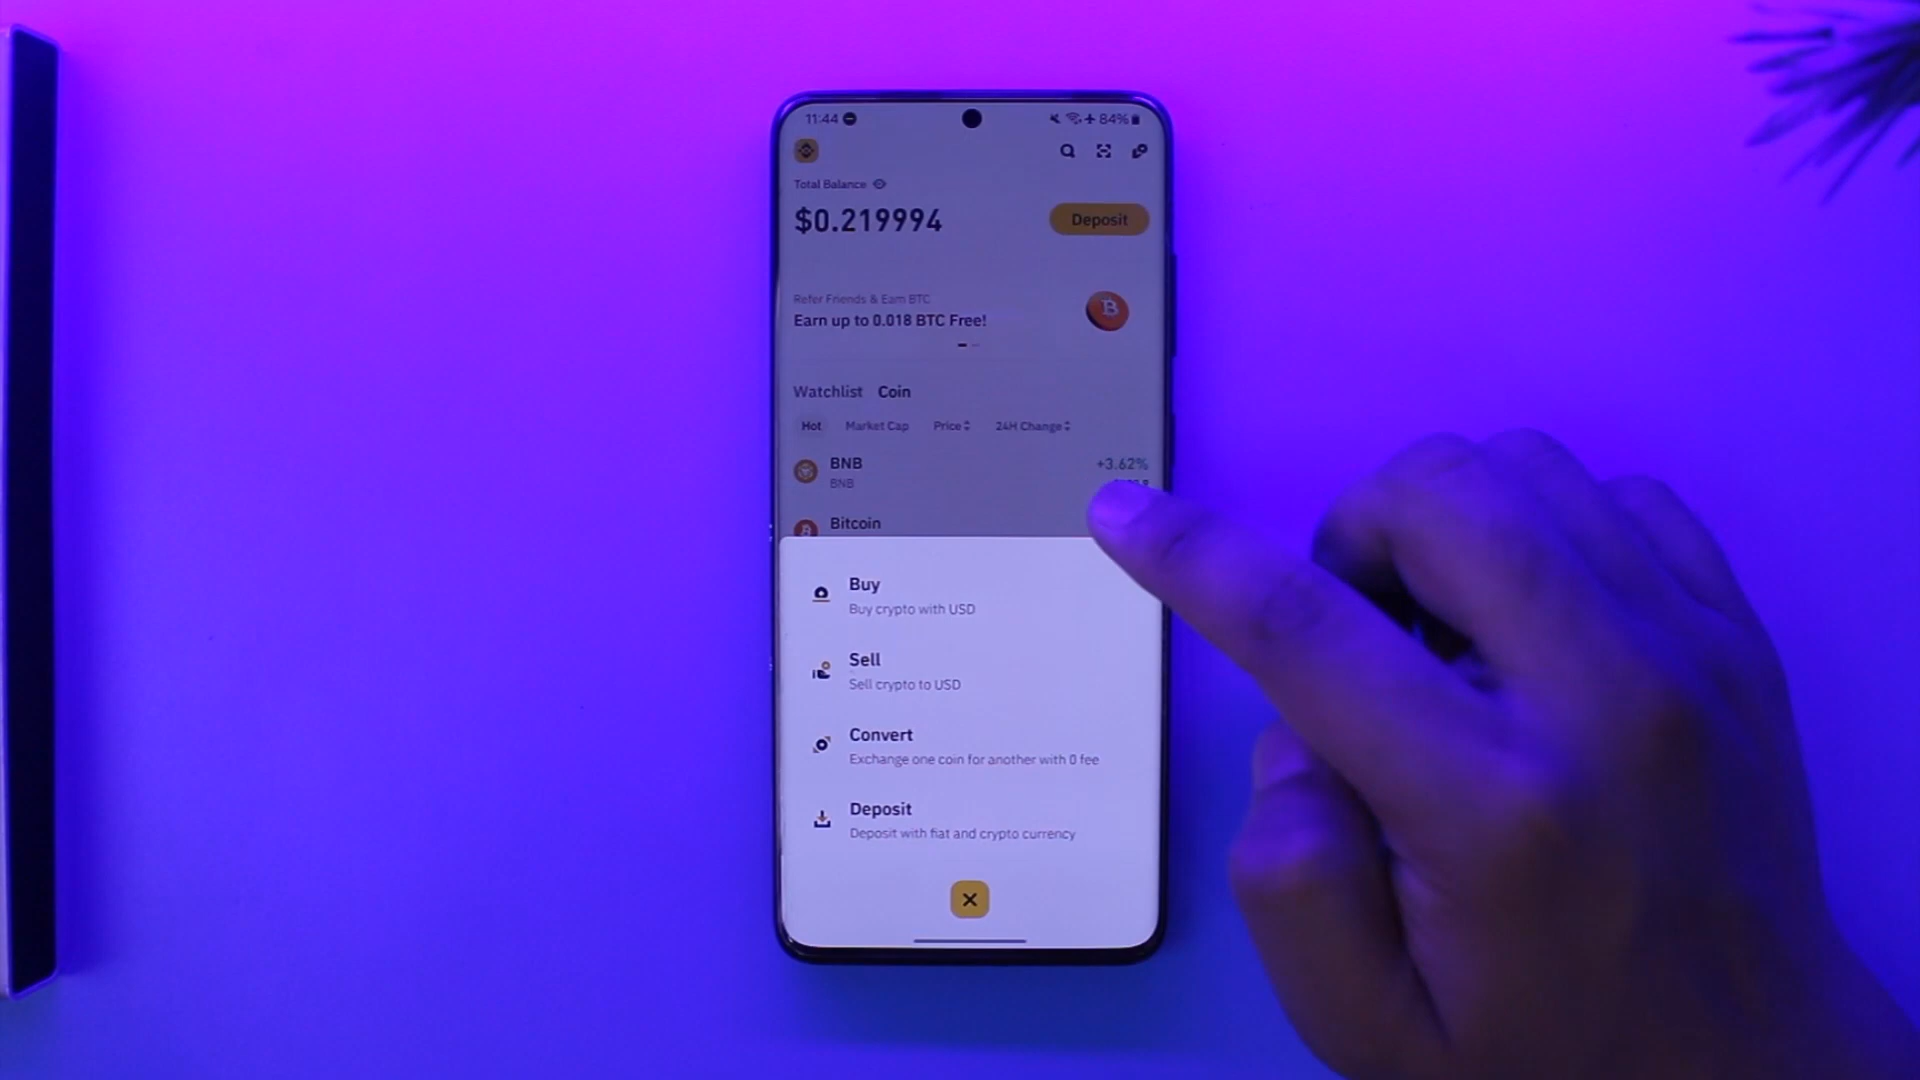 11:44 84%
Total Balance
$0.219994 Deposit
Refer Friends & Earn BTC
Earn up to 0.018 BTC Free!
Watchlist Coin
Hot Market Cap Price 24H Change
BNB +3.62%
BNB
Bitcoin
Buy
Buy crypto with USD
Sell
Sell crypto to USD
Convert
Exchange one coin for another with 0 fee
Deposit
Deposit with fiat and crypto currency